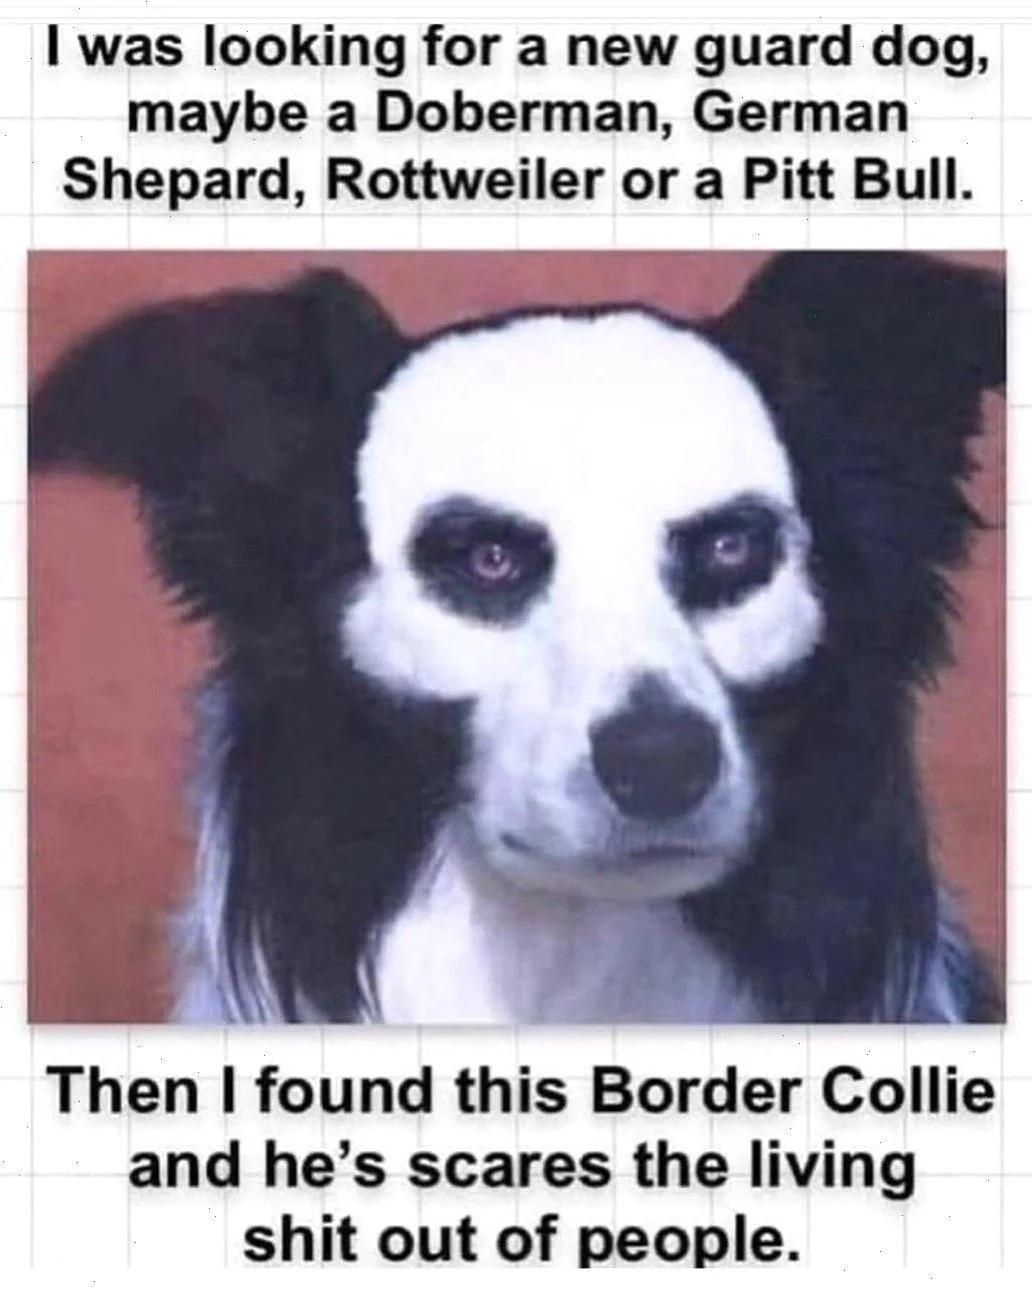 I was looking for a new guard dog,
maybe a Doberman, German
Shepard, Rottweiler or a Pitt Bull.
Then I found this Border Collie
and he’s scares the living
shit out of people.